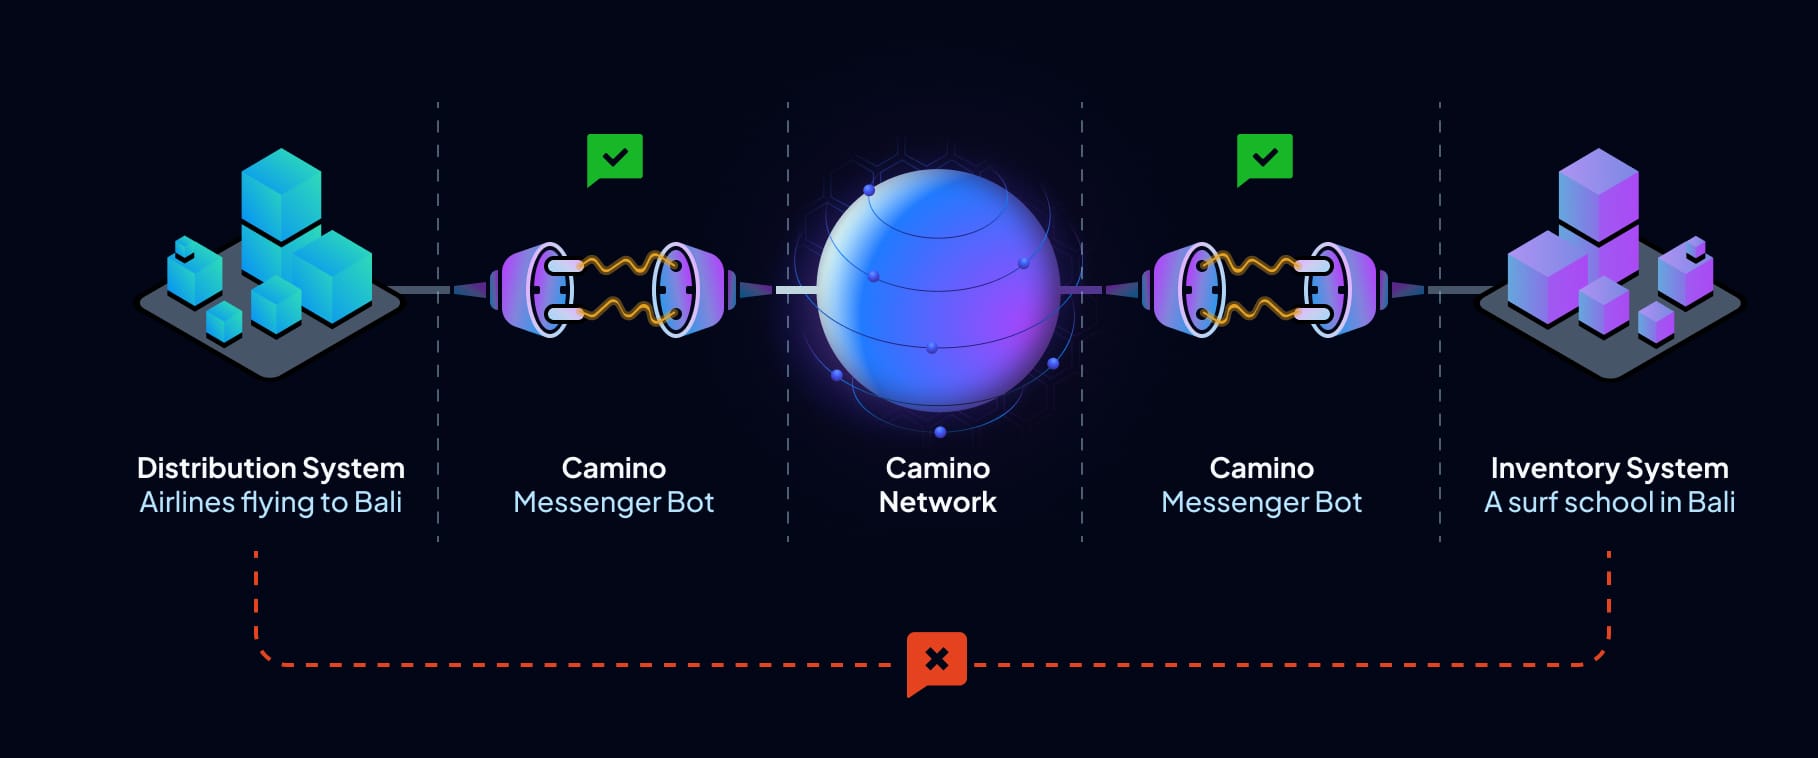 Distribution System
Airlines flying to Bali
Camino
Messenger Bot
Camino
Network
Camino
Messenger Bot
Inventory System
A surf school in Bali